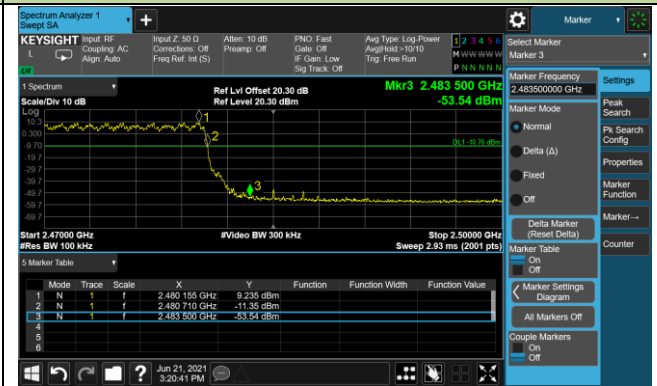 Spectrum Analyzer 1
Swept SA
Marker
KEYSIGHT
L
Input: RF
Coupling: AC
Align: Auto
Input Z: 50 Ω
Corrections: Off
Freq Ref: Int (S)
Atten: 10 dB
Preamp: Off
PNO: Fast
Gate: Off
IF Gain: Low
Sig Track: Off
Avg Type: Log-Power
Avg|Hold:>10/10
Trig: Free Run
1 2 3 4 5 6
M W W W W W
P N N N N N
Select Marker
Marker 3
1 Spectrum
Scale/Div 10 dB
Ref Lvl Offset 20.30 dB
Ref Level 20.30 dBm
Mkr3 2.483 500 GHz
-53.54 dBm
Log
10.3
0.300
-9.70
-19.7
-29.7
-39.7
-49.7
-59.7
-69.7
1
2
3
DL1 -10.76 dBm
Start 2.47000 GHz
#Res BW 100 kHz
#Video BW 300 kHz
Stop 2.50000 GHz
Sweep 2.93 ms (2001 pts)
5 Marker Table
Mode Trace Scale X Y Function Function Width Function Value
1 N 1 f 2.480 155 GHz 9.235 dBm
2 N 1 f 2.480 710 GHz -11.35 dBm
3 N 1 f 2.483 500 GHz -53.54 dBm
4
5
6
Marker Frequency
2.483500000 GHz
Marker Mode
Normal
Delta (Δ)
Fixed
Off
Delta Marker
(Reset Delta)
Marker Table
On
Off
Marker Settings
Diagram
All Markers Off
Couple Markers
On
Off
Settings
Peak
Search
Pk Search
Config
Properties
Marker
Function
Marker→
Counter
?
Jun 21, 2021
3:20:41 PM